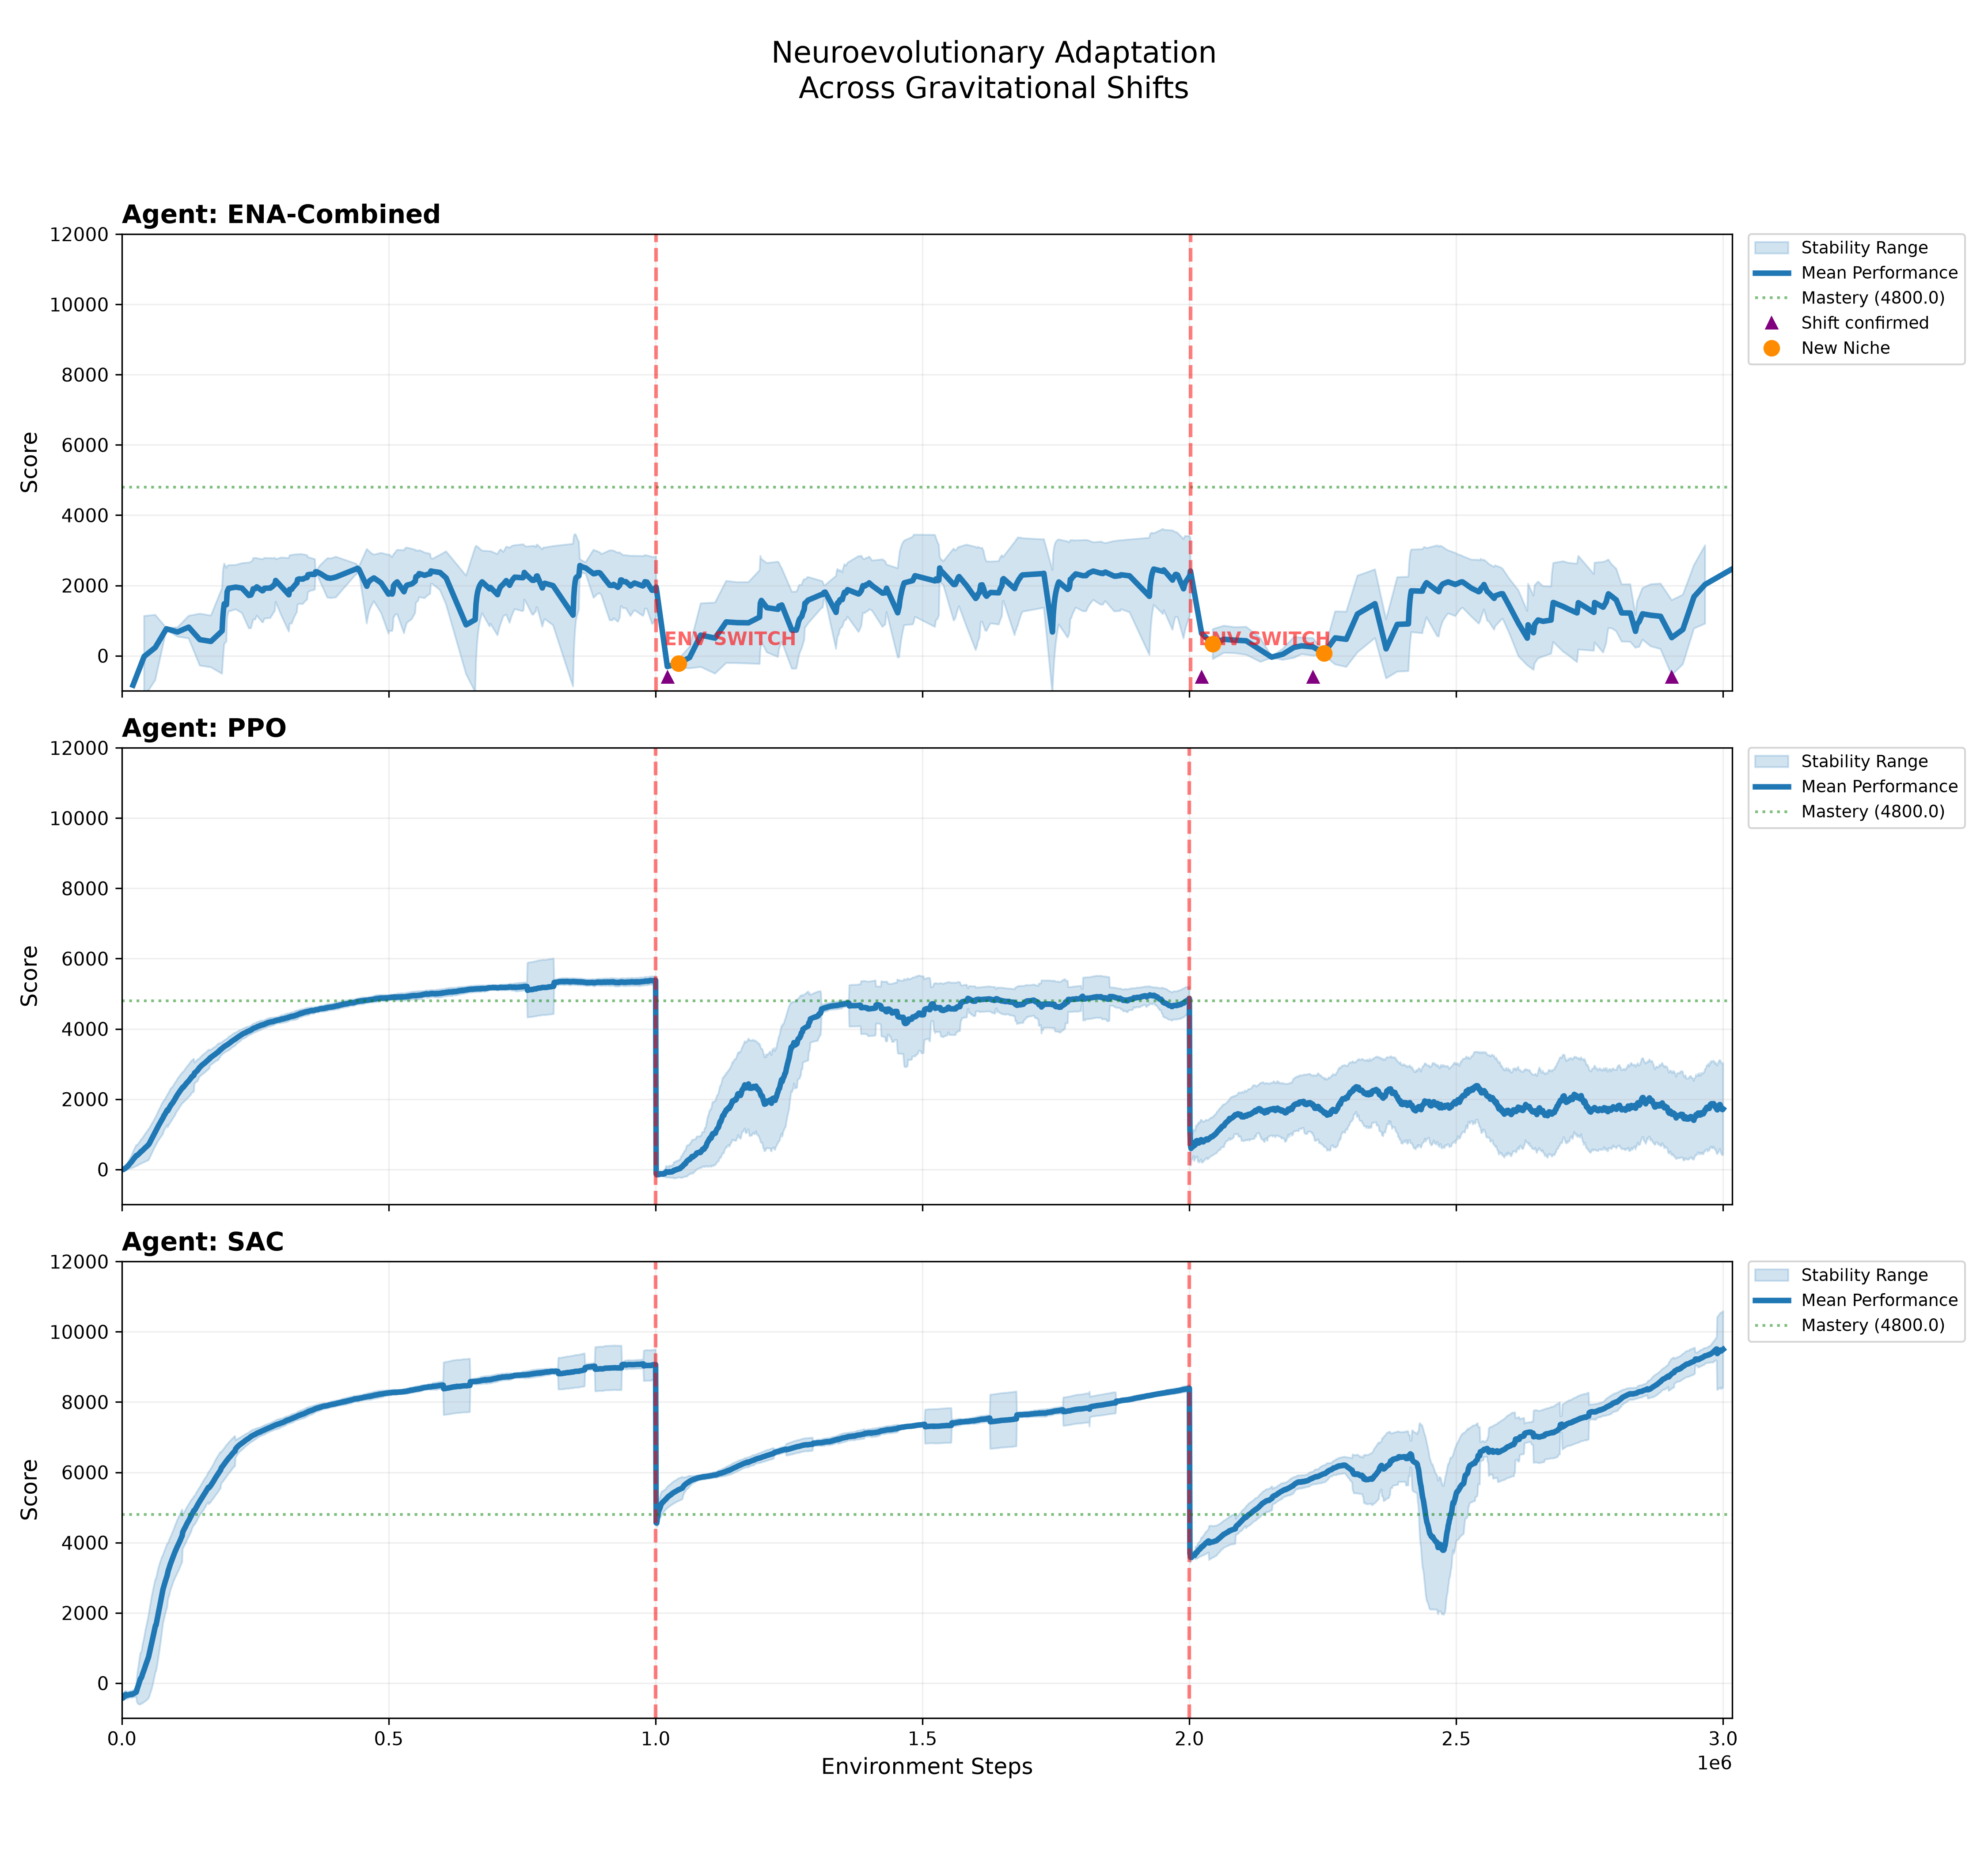 Neuroevolutionary Adaptation
Across Gravitational Shifts
Agent: ENA-Combined
12000
10000
8000
6000
4000
2000
0
Score
ENV SWITCH
ENV SWITCH
Stability Range
Mean Performance
Mastery (4800.0)
Shift confirmed
New Niche
Agent: PPO
12000
10000
8000
6000
4000
2000
0
Score
Stability Range
Mean Performance
Mastery (4800.0)
Agent: SAC
12000
10000
8000
6000
4000
2000
0
Score
Stability Range
Mean Performance
Mastery (4800.0)
0.0 0.5 1.0 1.5 2.0 2.5 3.0
1e6
Environment Steps